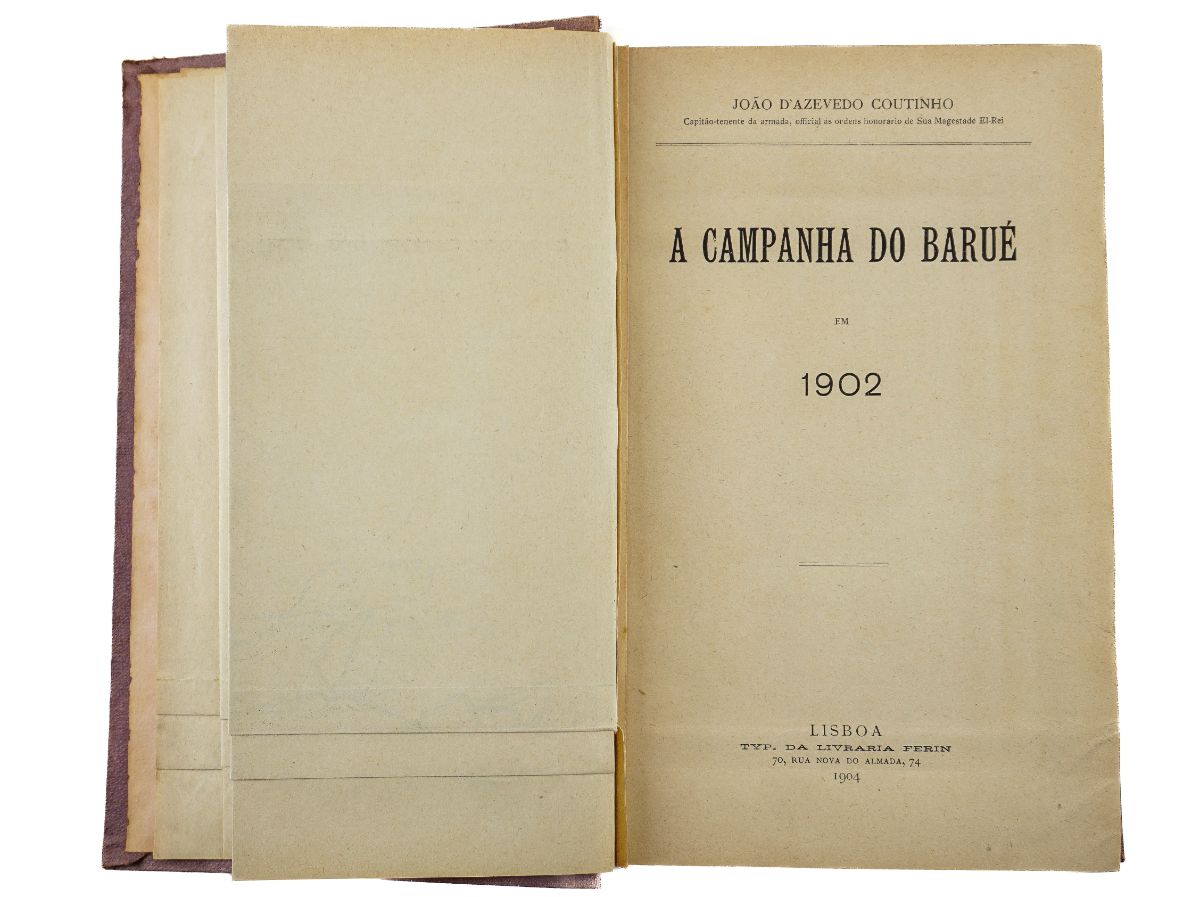 JOÃO D'AZEVEDO COUTINHO
Capitão-tenente da armada, official ás ordens honorario de Sua Magestade El-Rei
A CAMPANHA DO BARUÉ
EM
1902
LISBOA
TYP. DA LIVRARIA FERIN
70, RUA NOVA DO ALMADA, 74
1904